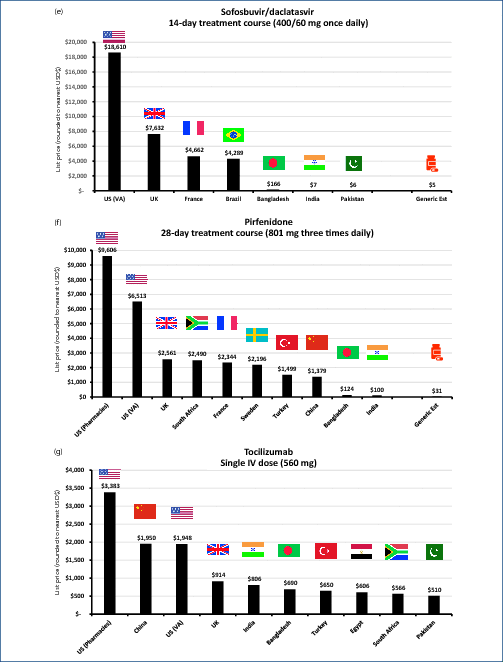 (e)
Sofosbuvir/daclatasvir
14-day treatment course (400/60 mg once daily)
List price (rounded to nearest USD$)
$20,000
$18,000
$16,000
$14,000
$12,000
$10,000
$8,000
$6,000
$4,000
$2,000
$-
$18,610
$7,632
$4,662
$4,289
$166
$7
$6
$5
US (VA)
UK
France
Brazil
Bangladesh
India
Pakistan
Generic Est
(f)
Pirfenidone
28-day treatment course (801 mg three times daily)
List price (rounded to nearest USD$)
$10,000
$9,000
$8,000
$7,000
$6,000
$5,000
$4,000
$3,000
$2,000
$1,000
$0
$9,606
$6,513
$2,561
$2,490
$2,344
$2,196
$1,499
$1,379
$124
$100
$31
US (Pharmacies)
US (VA)
UK
South Africa
France
Sweden
Turkey
China
Bangladesh
India
Generic Est
(g)
Tocilizumab
Single IV dose (560 mg)
List price (rounded to nearest USD$)
$4,000
$3,500
$3,000
$2,500
$2,000
$1,500
$1,000
$500
$-
$3,383
$1,950
$1,948
$914
$806
$690
$650
$606
$566
$510
US (Pharmacies)
China
US (VA)
UK
India
Bangladesh
Turkey
Egypt
South Africa
Pakistan